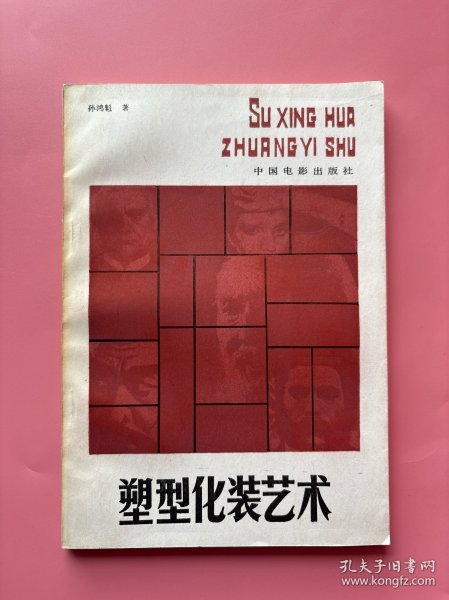 孙鸿魁 著
SU XING HUA
ZHUANGYI SHU
中国电影出版社
塑型化装艺术
孔夫子旧书网
www.kongfz.com